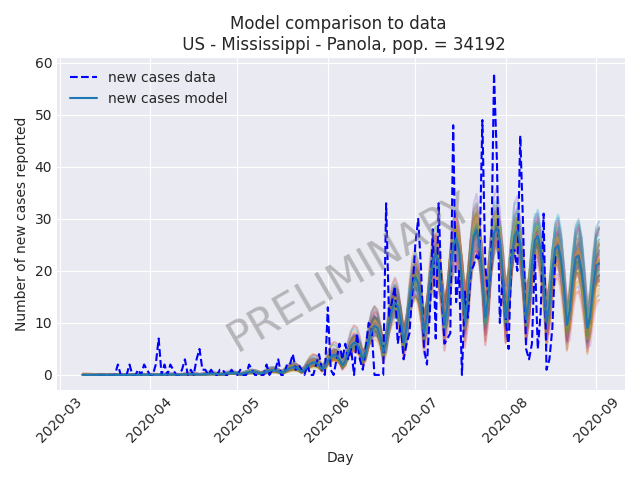 Model comparison to data
US - Mississippi - Panola, pop. = 34192
new cases data
new cases model
PRELIMINARY
Number of new cases reported
60
50
40
30
20
10
0
2020-03
2020-04
2020-05
2020-06
2020-07
2020-08
2020-09
Day